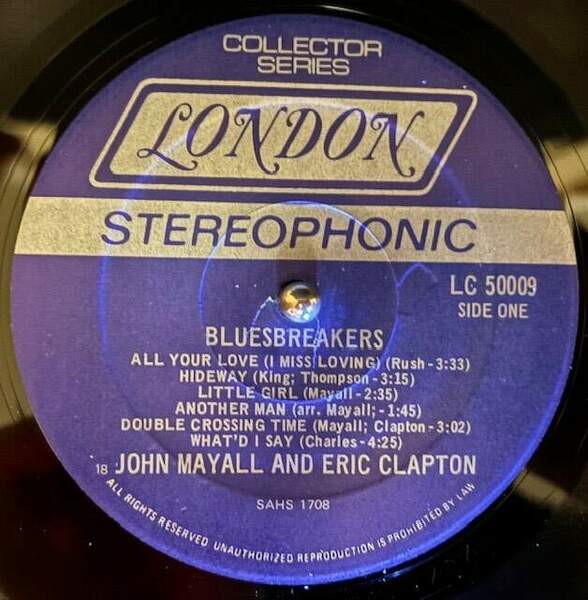 COLLECTOR
SERIES
LONDON
STEREOPHONIC
LC 50009
SIDE ONE
BLUESBREAKERS
ALL YOUR LOVE (I MISS LOVING) (Rush-3:33)
HIDEWAY (King; Thompson-3:15)
LITTLE GIRL (Mayall-2:35)
ANOTHER MAN (arr. Mayall; -1:45)
DOUBLE CROSSING TIME (Mayall; Clapton-3:02)
WHAT'D I SAY (Charles-4:25)
18 JOHN MAYALL AND ERIC CLAPTON
SAHS 1708
ALL RIGHTS RESERVED. UNAUTHORIZED REPRODUCTION IS PROHIBITED BY LAW